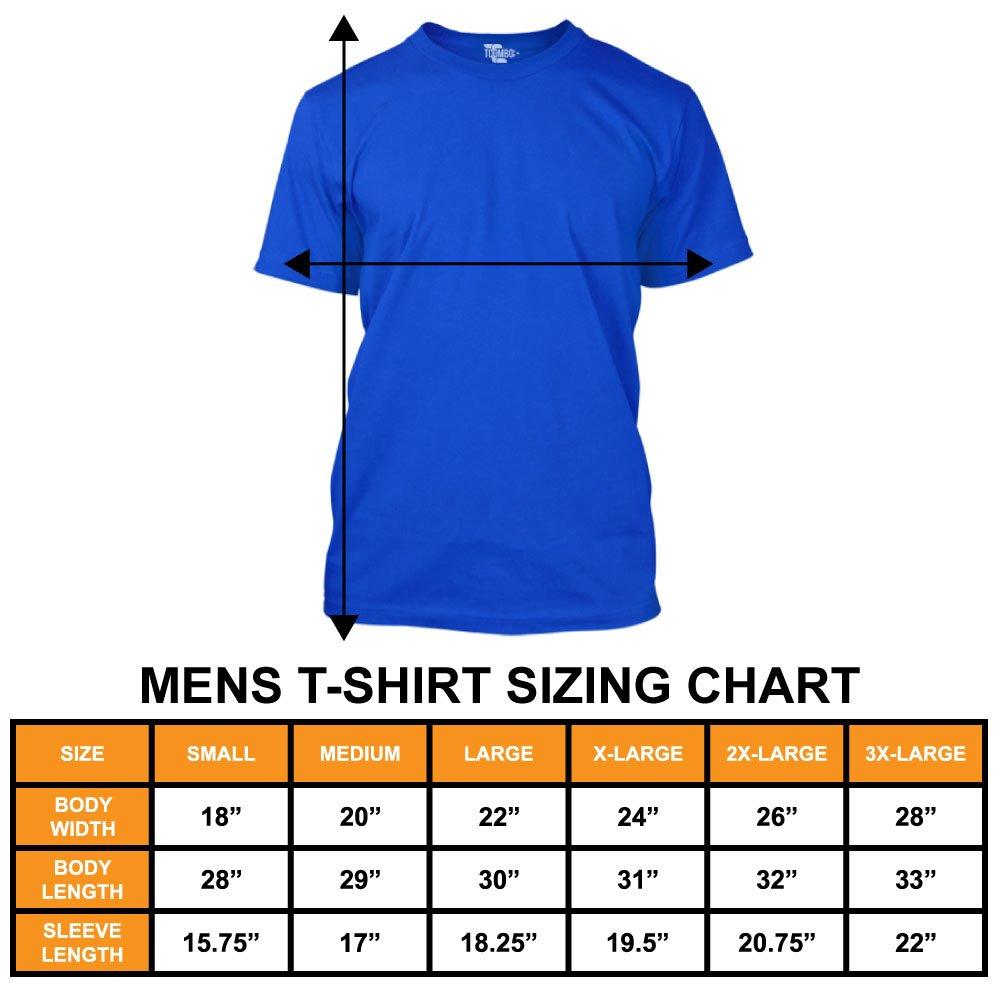 TCOMBO
MENS T-SHIRT SIZING CHART
SIZE SMALL MEDIUM LARGE X-LARGE 2X-LARGE 3X-LARGE
BODY
WIDTH 18” 20” 22” 24” 26” 28”
BODY
LENGTH 28” 29” 30” 31” 32” 33”
SLEEVE
LENGTH 15.75” 17” 18.25” 19.5” 20.75” 22”